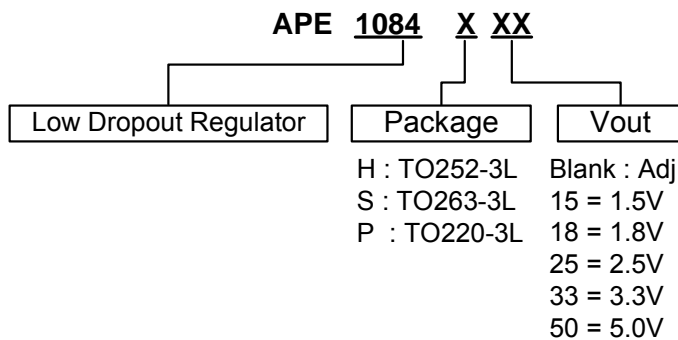 APE 1084 X XX
Low Dropout Regulator Package Vout
H : TO252-3L Blank : Adj
S : TO263-3L 15 = 1.5V
P : TO220-3L 18 = 1.8V
25 = 2.5V
33 = 3.3V
50 = 5.0V